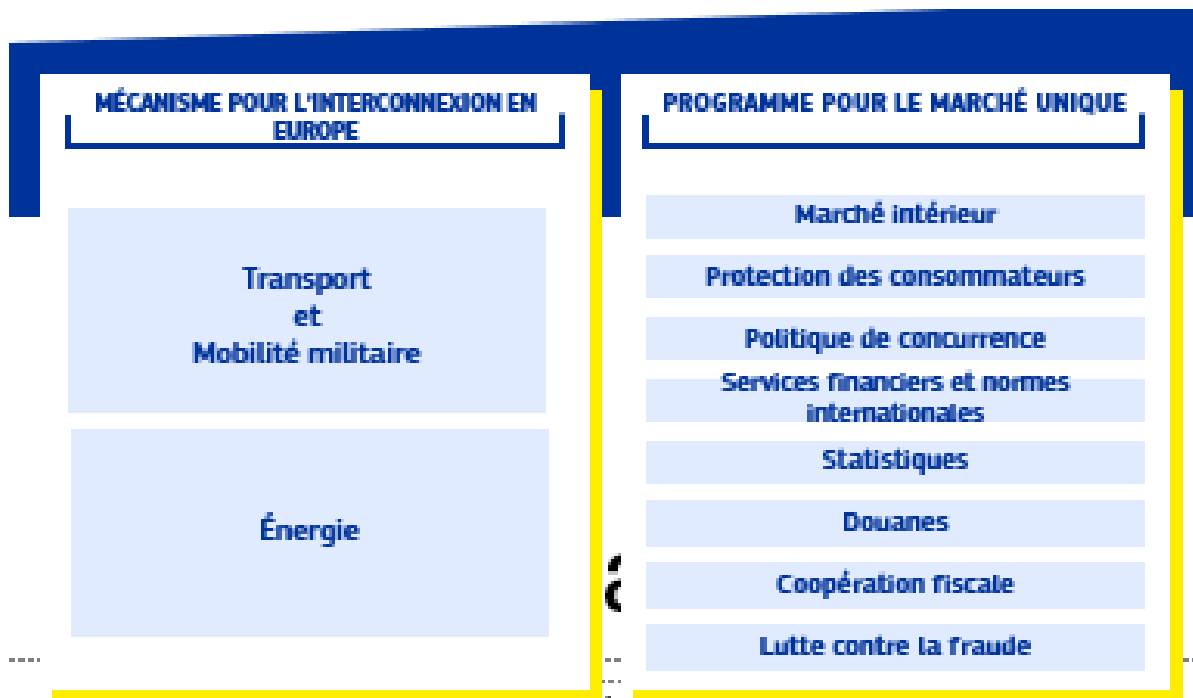 MÉCANISME POUR L'INTERCONNEXION EN
EUROPE
Transport
et
Mobilité militaire
Énergie
PROGRAMME POUR LE MARCHÉ UNIQUE
Marché intérieur
Protection des consommateurs
Politique de concurrence
Services financiers et normes
internationales
Statistiques
Douanes
Coopération fiscale
Lutte contre la fraude